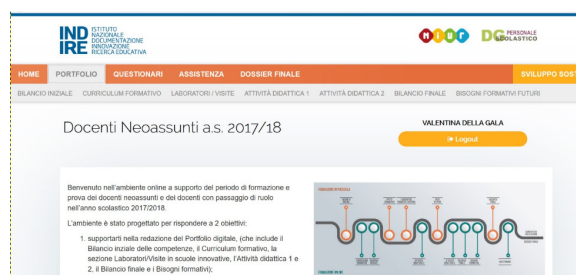 IND
IRE
ISTITUTO
NAZIONALE
DOCUMENTAZIONE
INNOVAZIONE
RICERCA EDUCATIVA
MIUR
DG PERSONALE
SCOLASTICO
HOME PORTFOLIO QUESTIONARI ASSISTENZA DOSSIER FINALE SVILUPPO SOST
BILANCIO INIZIALE CURRICULUM FORMATIVO LABORATORI / VISITE ATTIVITÀ DIDATTICA 1 ATTIVITÀ DIDATTICA 2 BILANCIO FINALE BISOGNI FORMATIVI FUTURI
Docenti Neoassunti a.s. 2017/18
VALENTINA DELLA GALA
Logout
Benvenuto nell'ambiente online a supporto del periodo di formazione e
prova dei docenti neoassunti e dei docenti con passaggio di ruolo
nell'anno scolastico 2017/2018.
L'ambiente è stato progettato per rispondere a 2 obiettivi:
1. supportarti nella redazione del Portfolio digitale, (che include il
Bilancio iniziale delle competenze, il Curriculum formativo, la
sezione Laboratori/Visite in scuole innovative, l'Attività didattica 1 e
2, il Bilancio finale e i Bisogni formativi);